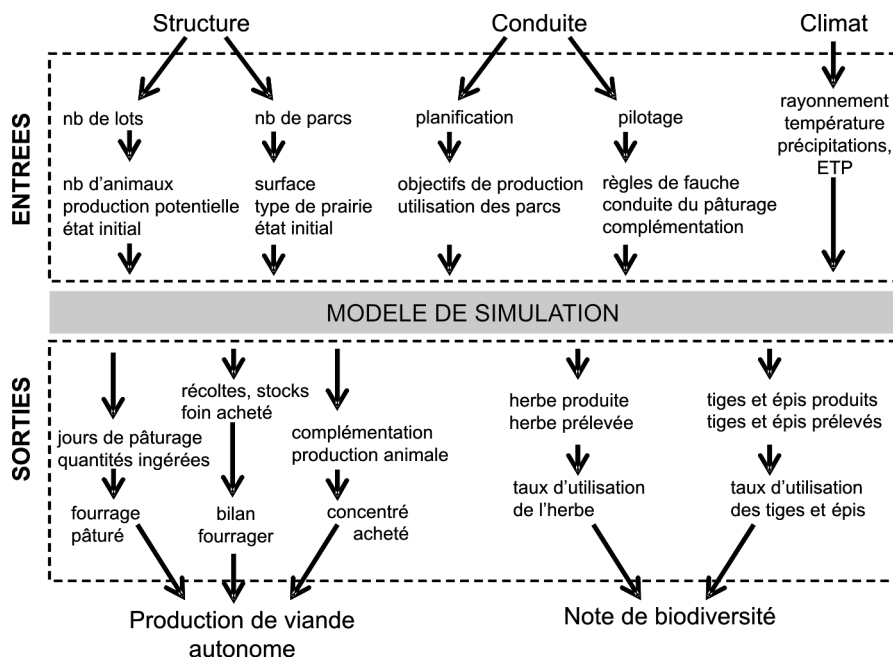 Structure
Conduite
Climat
ENTREES
nb de lots
nb de parcs
planification
pilotage
rayonnement
température
précipitations,
ETP
nb d'animaux
production potentielle
état initial
surface
type de prairie
état initial
objectifs de production
utilisation des parcs
règles de fauche
conduite du pâturage
complémentation
MODELE DE SIMULATION
SORTIES
jours de pâturage
quantités ingérées
récoltes, stocks
foin acheté
complémentation
production animale
herbe produite
herbe prélevée
tiges et épis produits
tiges et épis prélevés
fourrage
pâturé
bilan
fourrager
concentré
acheté
taux d'utilisation
de l'herbe
taux d'utilisation
des tiges et épis
Production de viande
autonome
Note de biodiversité